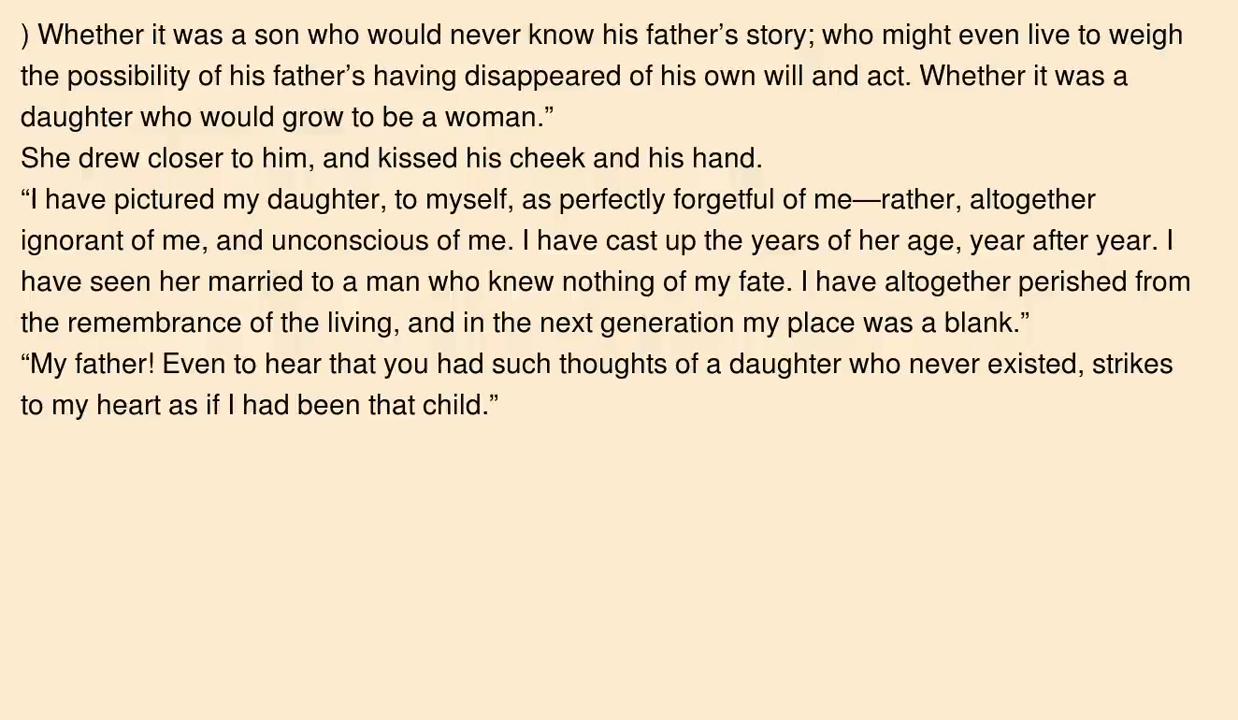 ) Whether it was a son who would never know his father’s story; who might even live to weigh
the possibility of his father’s having disappeared of his own will and act. Whether it was a
daughter who would grow to be a woman.”
She drew closer to him, and kissed his cheek and his hand.
“I have pictured my daughter, to myself, as perfectly forgetful of me—rather, altogether
ignorant of me, and unconscious of me. I have cast up the years of her age, year after year. I
have seen her married to a man who knew nothing of my fate. I have altogether perished from
the remembrance of the living, and in the next generation my place was a blank.”
“My father! Even to hear that you had such thoughts of a daughter who never existed, strikes
to my heart as if I had been that child.”